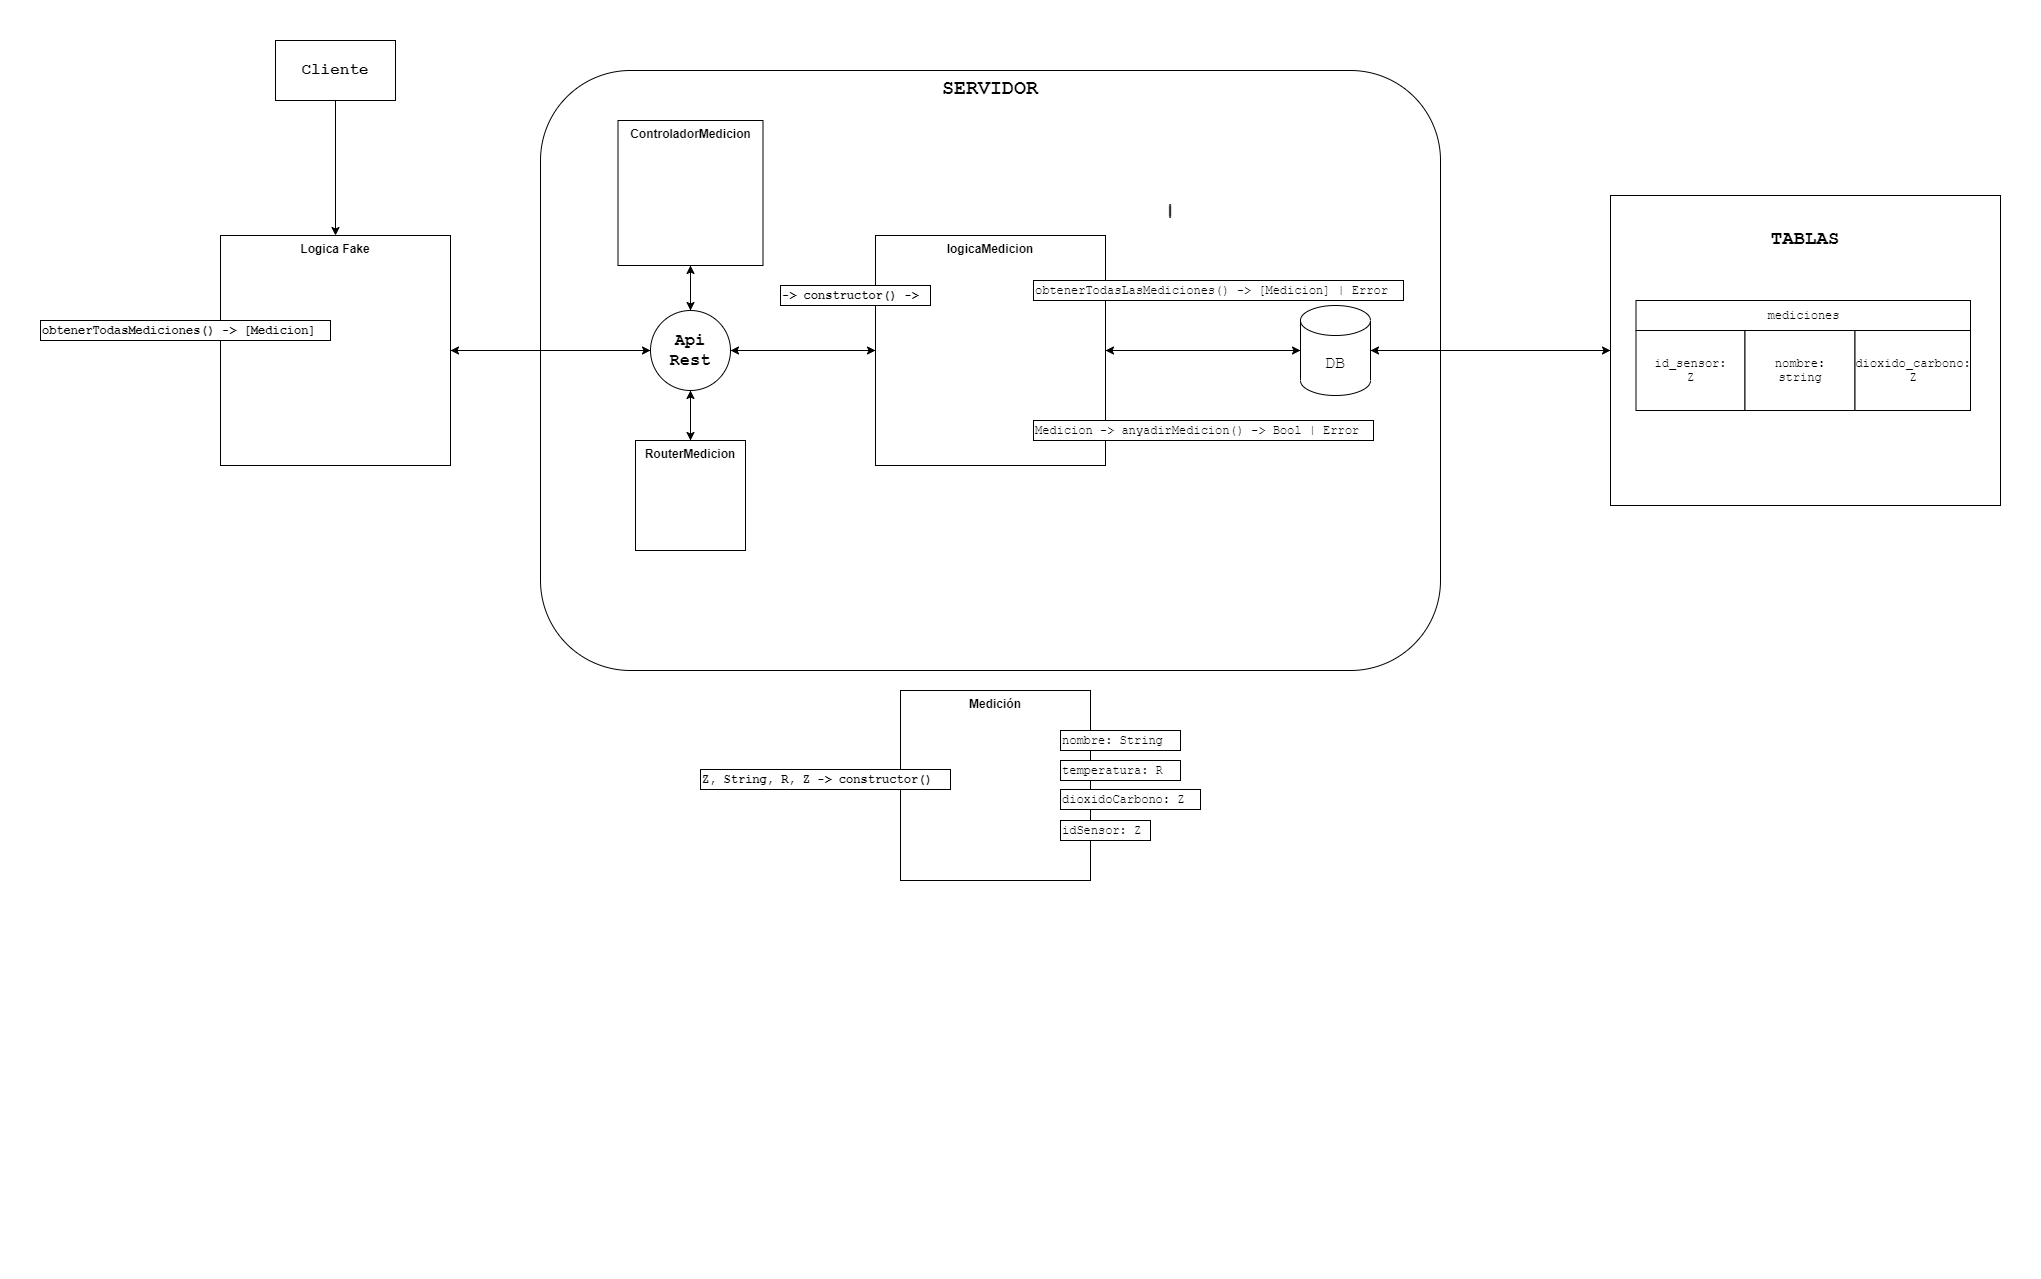 Cliente
SERVIDOR
ControladorMedicion
Logica Fake
obtenerTodasMediciones() -> [Medicion]
Api
Rest
RouterMedicion
logicaMedicion
-> constructor() ->
obtenerTodasLasMediciones() -> [Medicion] | Error
DB
Medicion -> anyadirMedicion() -> Bool | Error
TABLAS
mediciones
id_sensor:
Z
nombre:
string
dioxido_carbono:
Z
Medición
nombre: String
temperatura: R
Z, String, R, Z -> constructor()
dioxidoCarbono: Z
idSensor: Z